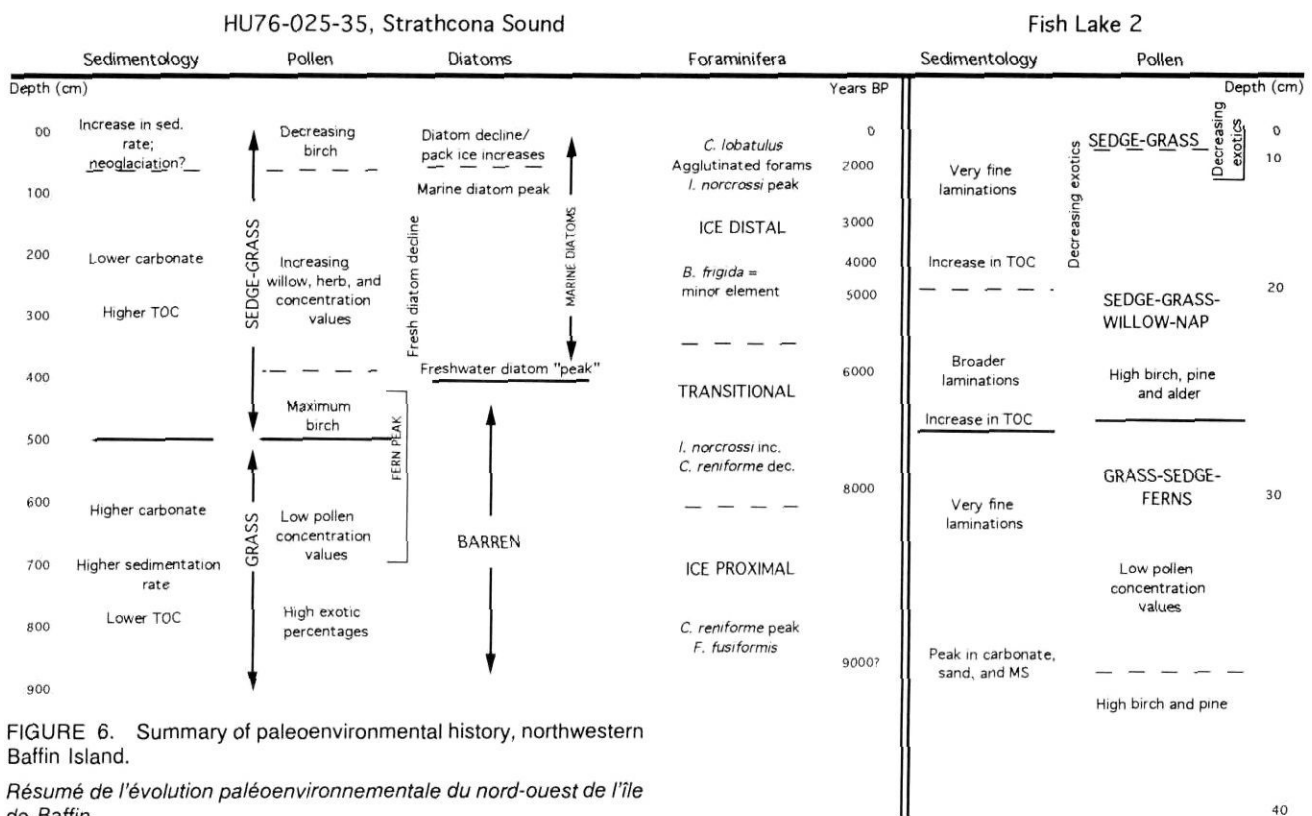 HU76-025-35, Strathcona Sound
Fish Lake 2
Sedimentology
Pollen
Diatoms
Foraminifera
Sedimentology
Pollen
Depth (cm)
Years BP
Depth (cm)
00
100
200
300
400
500
600
700
800
900
Increase in sed.
rate;
neoglaciation?
Lower carbonate
Higher TOC
Higher carbonate
Higher sedimentation
rate
Lower TOC
SEDGE-GRASS
GRASS
Decreasing
birch
Increasing
willow, herb, and
concentration
values
Maximum
birch
Low pollen
concentration
values
High exotic
percentages
FERN PEAK
Diatom decline/
pack ice increases
Marine diatom peak
Fresh diatom decline
MARINE DIATOMS
Freshwater diatom "peak"
BARREN
C. lobatulus
Agglutinated forams
I. norcrossi peak
ICE DISTAL
B. frigida =
minor element
TRANSITIONAL
I. norcrossi inc.
C. reniforme dec.
ICE PROXIMAL
C. reniforme peak
F. fusiformis
0
2000
3000
4000
5000
6000
8000
9000?
Very fine
laminations
Increase in TOC
Broader
laminations
Increase in TOC
Very fine
laminations
Peak in carbonate,
sand, and MS
Decreasing exotics
SEDGE-GRASS
Decreasing
exotics
SEDGE-GRASS-
WILLOW-NAP
High birch, pine
and alder
GRASS-SEDGE-
FERNS
Low pollen
concentration
values
High birch and pine
0
10
20
30
40
FIGURE 6. Summary of paleoenvironmental history, northwestern
Baffin Island.
Résumé de l'évolution paléoenvironnementale du nord-ouest de l'île
de Baffin